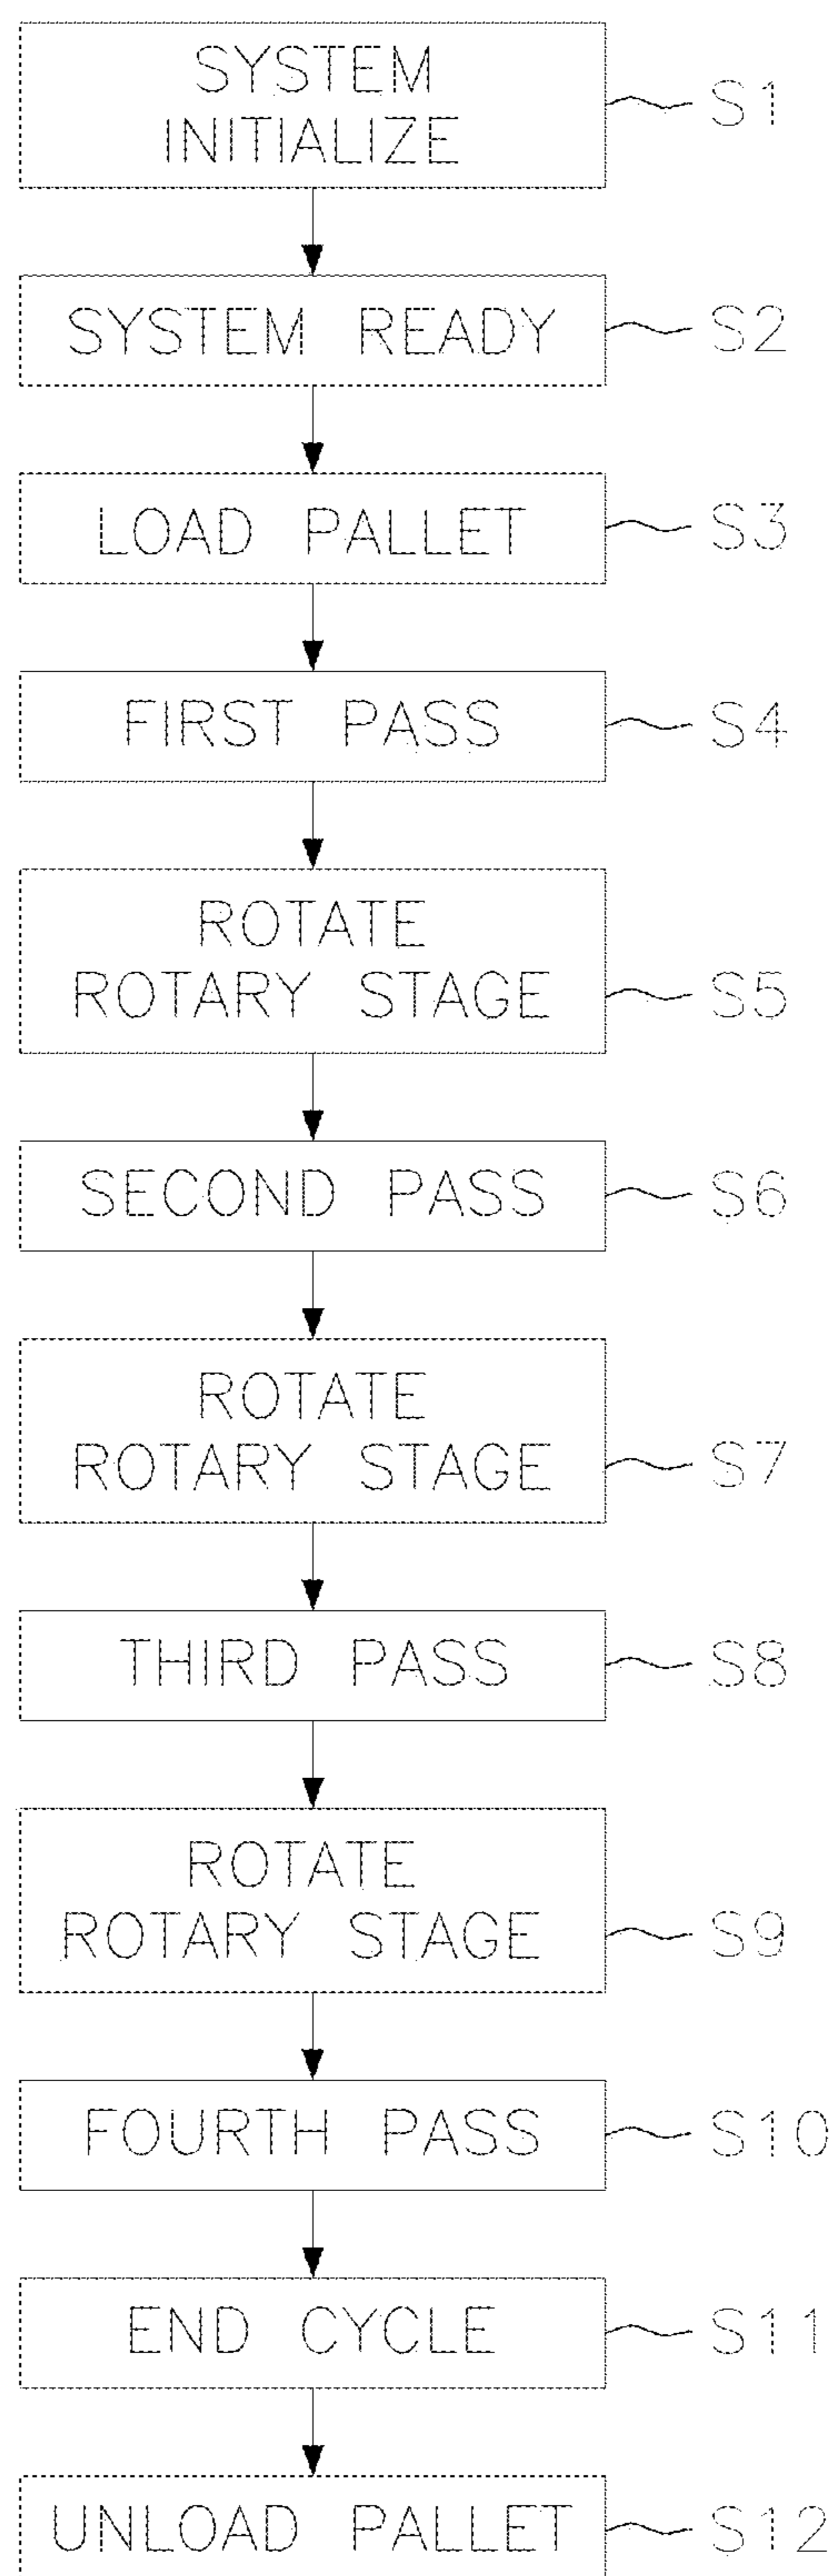 SYSTEM
INITIALIZE
S1
SYSTEM READY
S2
LOAD PALLET
S3
FIRST PASS
S4
ROTATE
ROTARY STAGE
S5
SECOND PASS
S6
ROTATE
ROTARY STAGE
S7
THIRD PASS
S8
ROTATE
ROTARY STAGE
S9
FOURTH PASS
S10
END CYCLE
S11
UNLOAD PALLET
S12